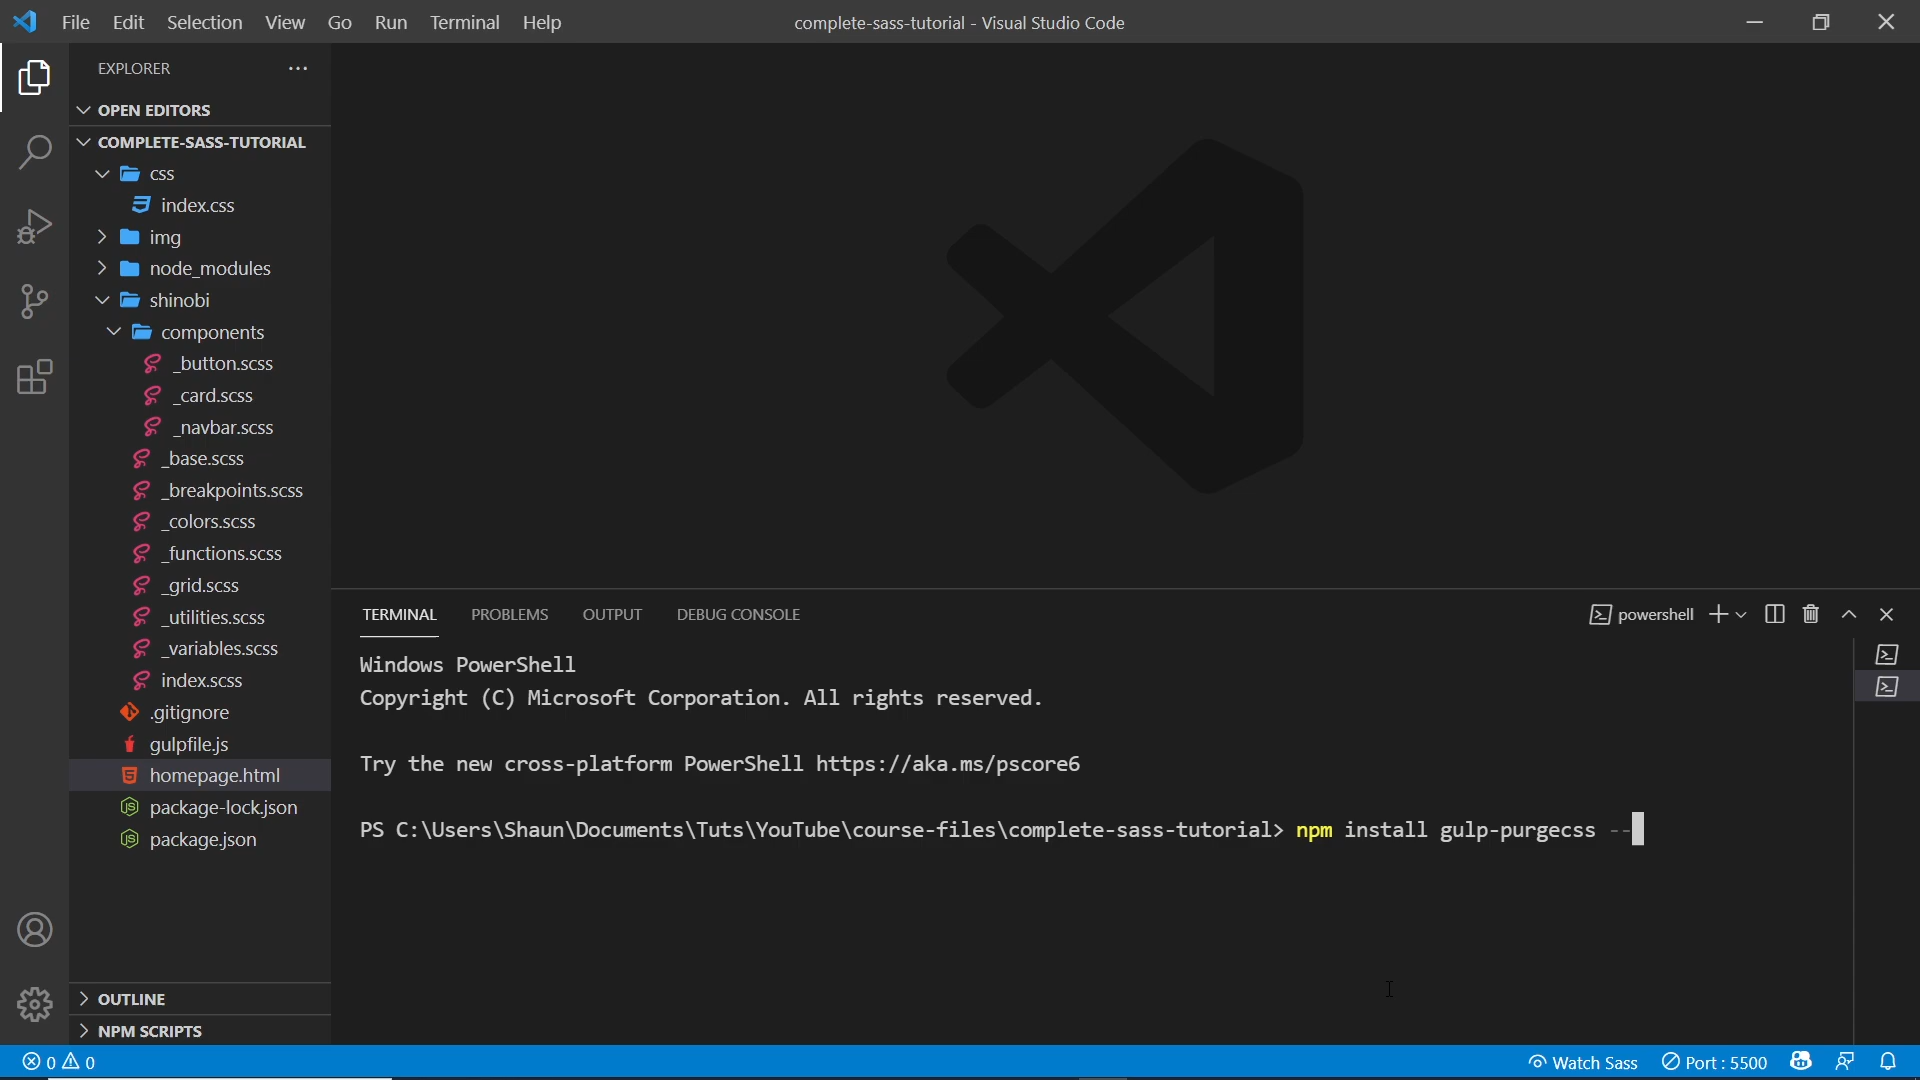 File Edit Selection View Go Run Terminal Help
complete-sass-tutorial - Visual Studio Code
EXPLORER
OPEN EDITORS
COMPLETE-SASS-TUTORIAL
css
index.css
img
node_modules
shinobi
components
_button.scss
_card.scss
_navbar.scss
_base.scss
_breakpoints.scss
_colors.scss
_functions.scss
_grid.scss
_utilities.scss
_variables.scss
index.scss
.gitignore
gulpfile.js
homepage.html
package-lock.json
package.json
OUTLINE
NPM SCRIPTS
TERMINAL PROBLEMS OUTPUT DEBUG CONSOLE
powershell
Windows PowerShell
Copyright (C) Microsoft Corporation. All rights reserved.
Try the new cross-platform PowerShell https://aka.ms/pscore6
PS C:\Users\Shaun\Documents\Tuts\YouTube\course-files\complete-sass-tutorial> npm install gulp-purgecss --
0 0
Watch Sass
Port : 5500